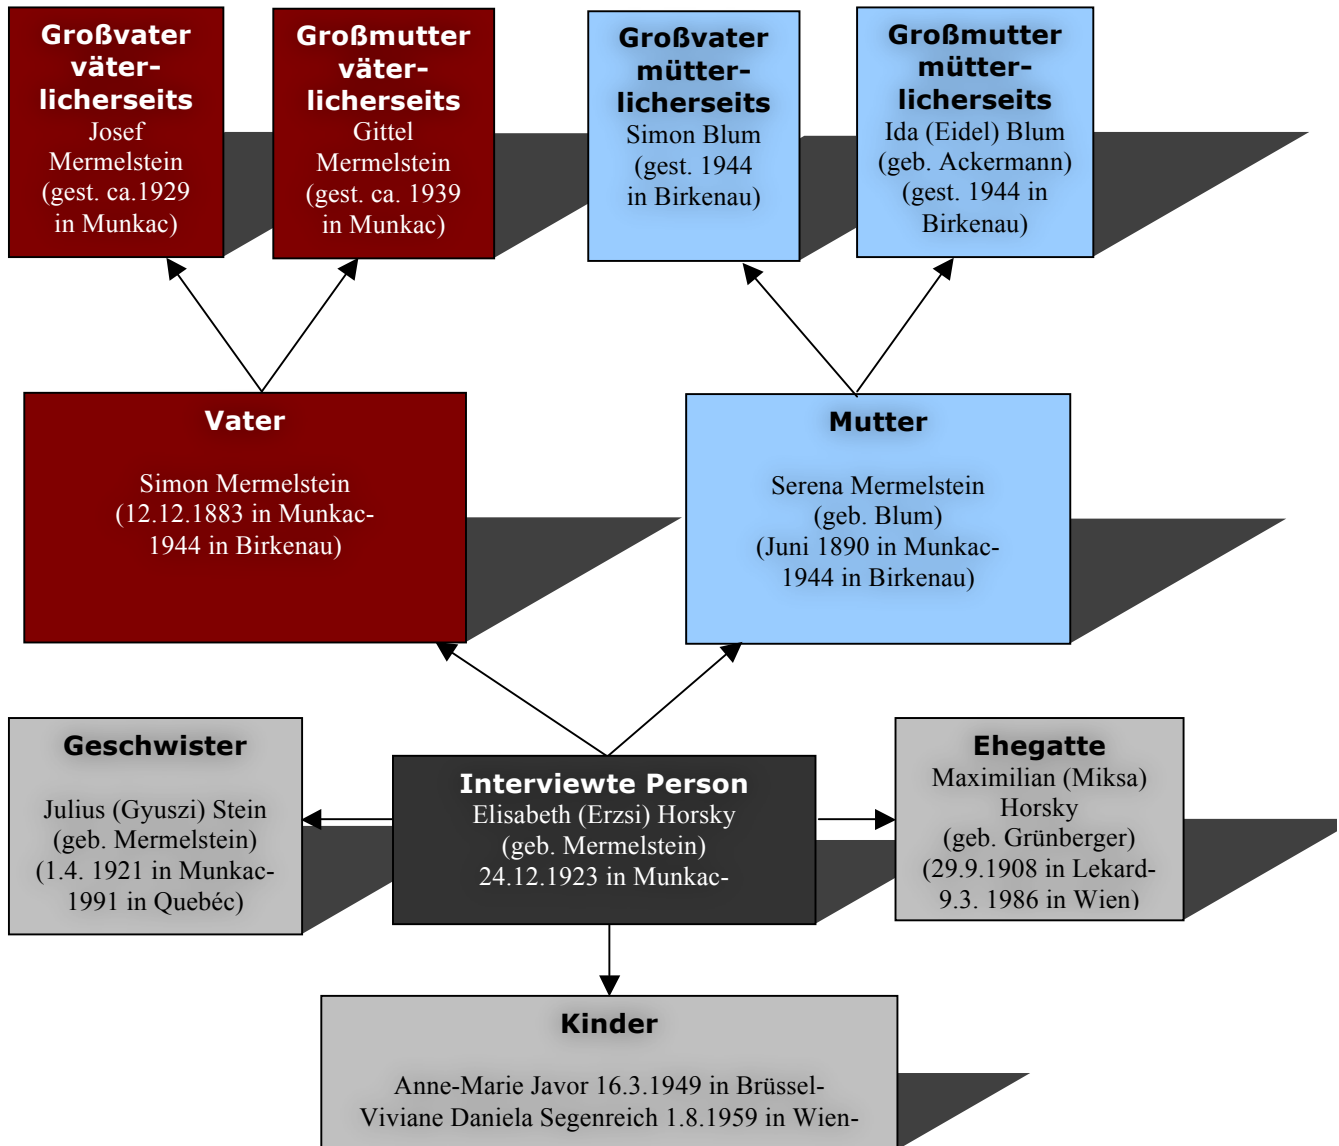 Großvater
väter-
licherseits
Josef
Mermelstein
(gest. ca.1929
in Munkac)
Großmutter
väter-
licherseits
Gittel
Mermelstein
(gest. ca. 1939
in Munkac)
Großvater
mütter-
licherseits
Simon Blum
(gest. 1944
in Birkenau)
Großmutter
mütter-
licherseits
Ida (Eidel) Blum
(geb. Ackermann)
(gest. 1944 in
Birkenau)
Vater
Simon Mermelstein
(12.12.1883 in Munkac-
1944 in Birkenau)
Mutter
Serena Mermelstein
(geb. Blum)
(Juni 1890 in Munkac-
1944 in Birkenau)
Geschwister
Julius (Gyuszi) Stein
(geb. Mermelstein)
(1.4. 1921 in Munkac-
1991 in Quebéc)
Interviewte Person
Elisabeth (Erzsi) Horsky
(geb. Mermelstein)
24.12.1923 in Munkac-
Ehegatte
Maximilian (Miksa)
Horsky
(geb. Grünberger)
(29.9.1908 in Lekard-
9.3. 1986 in Wien)
Kinder
Anne-Marie Javor 16.3.1949 in Brüssel-
Viviane Daniela Segenreich 1.8.1959 in Wien-